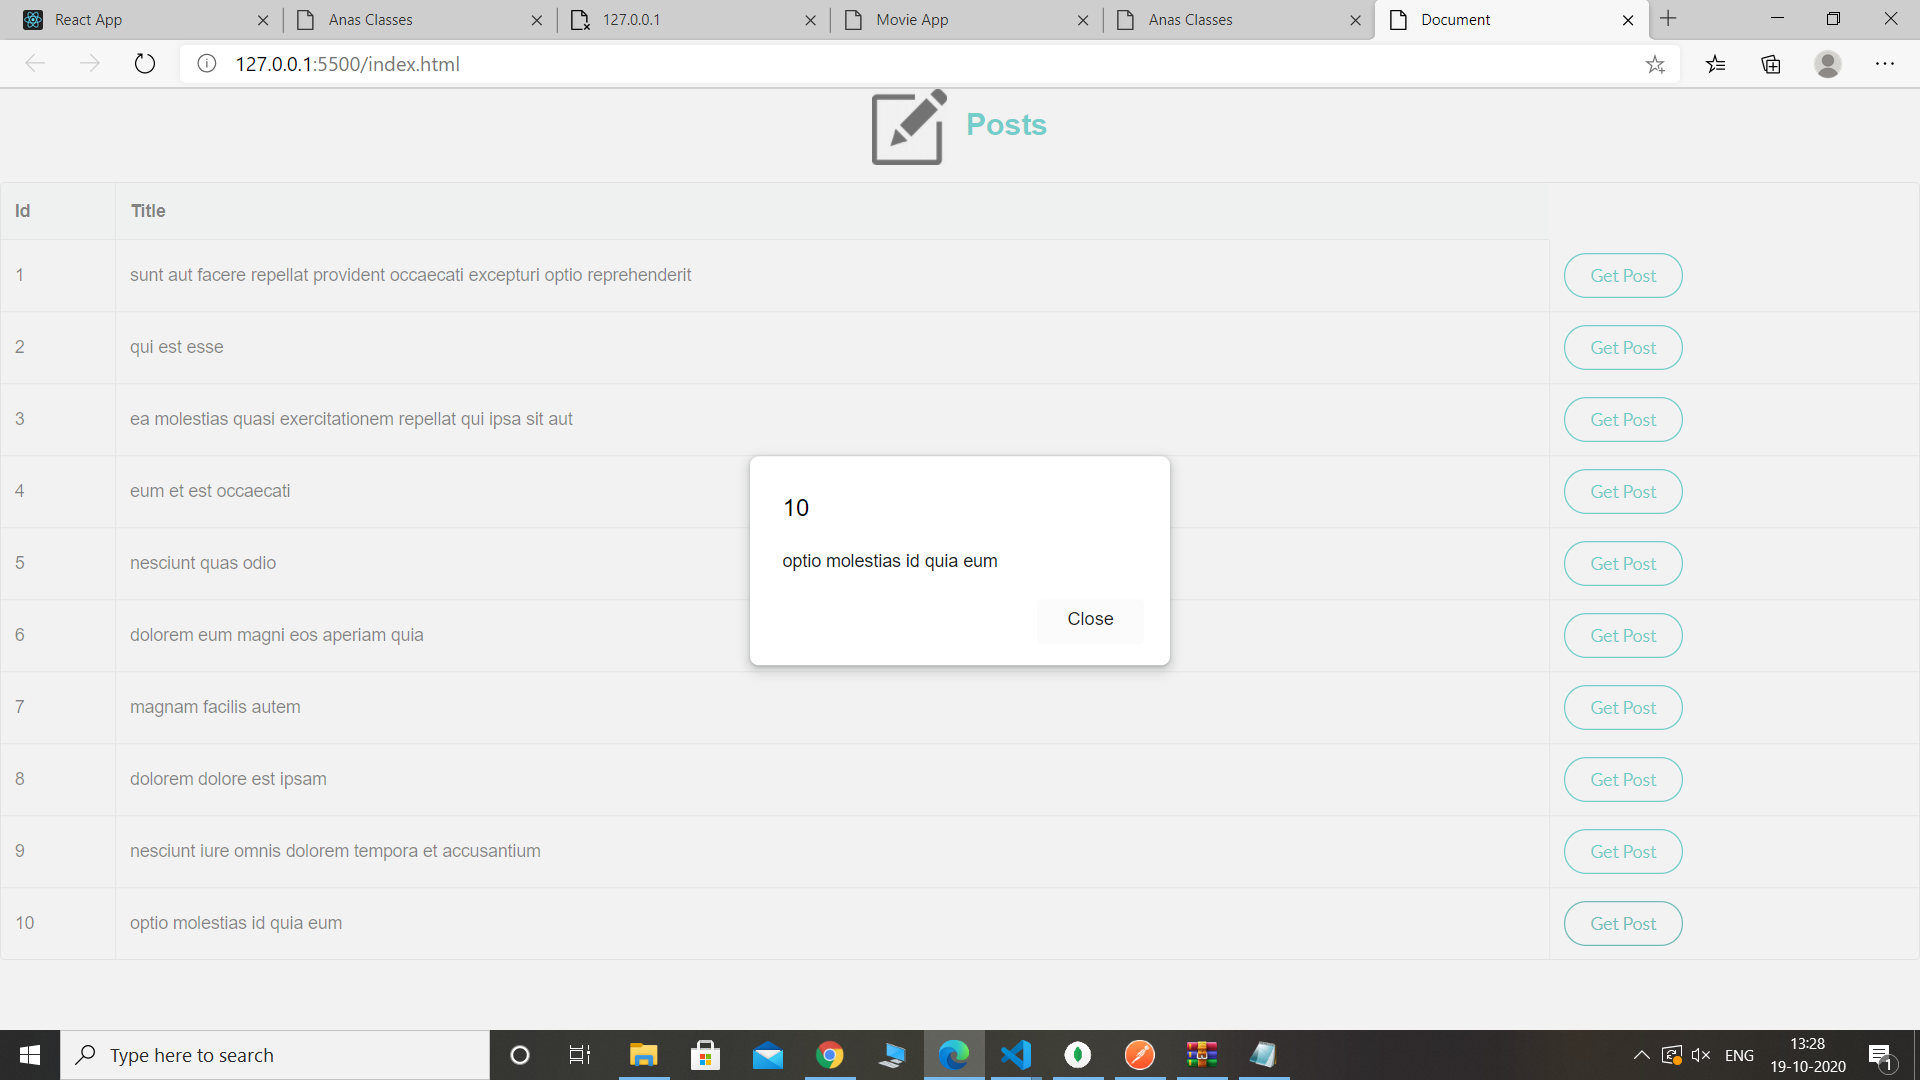 React App
Anas Classes
127.0.0.1
Movie App
Anas Classes
Document
127.0.0.1:5500/index.html
Posts
Id Title
1 sunt aut facere repellat provident occaecati excepturi optio reprehenderit Get Post
2 qui est esse Get Post
3 ea molestias quasi exercitationem repellat qui ipsa sit aut Get Post
4 eum et est occaecati Get Post
5 nesciunt quas odio Get Post
6 dolorem eum magni eos aperiam quia Get Post
7 magnam facilis autem Get Post
8 dolorem dolore est ipsam Get Post
9 nesciunt iure omnis dolorem tempora et accusantium Get Post
10 optio molestias id quia eum Get Post
10
optio molestias id quia eum
Close
Type here to search
ENG
13:28
19-10-2020
1